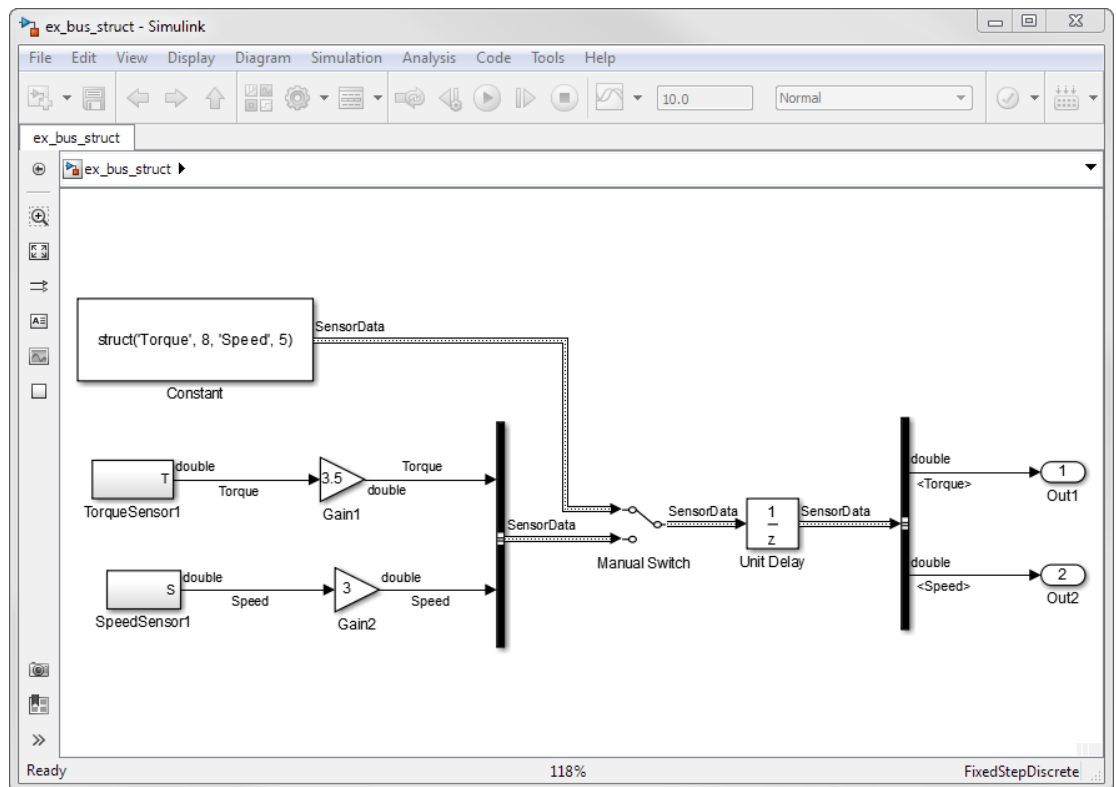 ex_bus_struct - Simulink
File Edit View Display Diagram Simulation Analysis Code Tools Help
10.0 Normal
ex_bus_struct
ex_bus_struct
struct('Torque', 8, 'Speed', 5)
SensorData
Constant
T
double
Torque
TorqueSensor1
3.5
Gain1
Torque
double
S
double
Speed
SpeedSensor1
3
Gain2
double
Speed
SensorData
Manual Switch
SensorData
1
z
Unit Delay
SensorData
double
<Torque>
1
Out1
double
<Speed>
2
Out2
Ready 118% FixedStepDiscrete